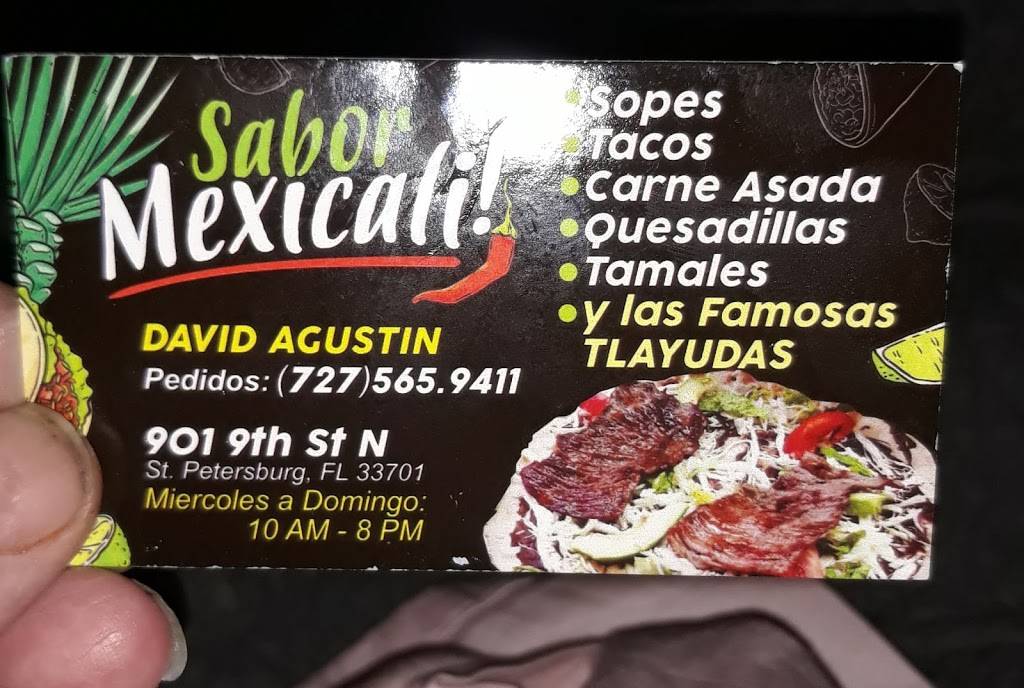 Sabor
Mexicali!
DAVID AGUSTIN
Pedidos: (727)565.9411
901 9th St N
St. Petersburg, FL 33701
Miercoles a Domingo:
10 AM - 8 PM
• Sopes
• Tacos
• Carne Asada
• Quesadillas
• Tamales
• y las Famosas
TLAYUDAS